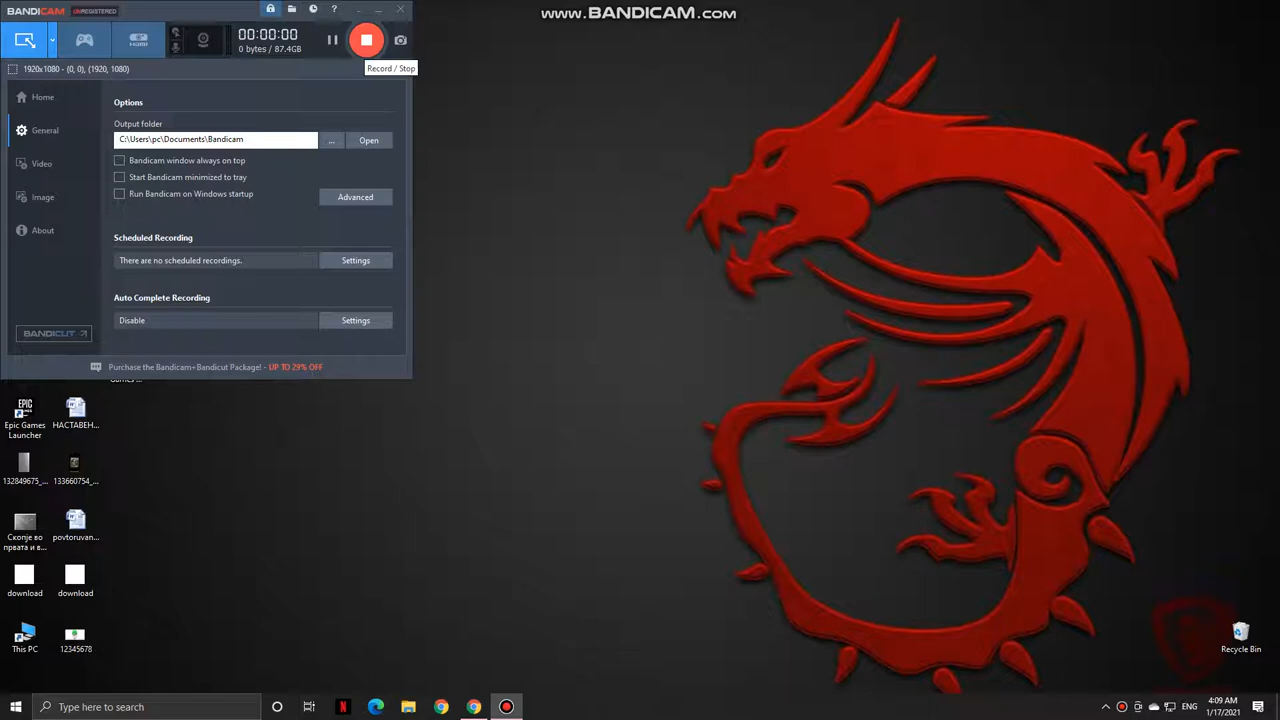 BANDICAM UNREGISTERED
www.BANDICAM.com
HDMI
00:00:00
0 bytes / 87.4GB
Record / Stop
1920x1080 - (0, 0), (1920, 1080)
Home
General
Video
Image
About
BANDICUT
Options
Output folder
C:\Users\pc\Documents\Bandicam
...
Open
Bandicam window always on top
Start Bandicam minimized to tray
Run Bandicam on Windows startup
Advanced
Scheduled Recording
There are no scheduled recordings.
Settings
Auto Complete Recording
Disable
Settings
Purchase the Bandicam+Bandicut Package! - UP TO 29% OFF
EPIC
Epic Games
Launcher
НАСТАВЕН...
132849675_...
133660754_...
Скопје во
првата и в...
povtoruvan...
download
download
This PC
12345678
Recycle Bin
Type here to search
ENG
4:09 AM
1/17/2021